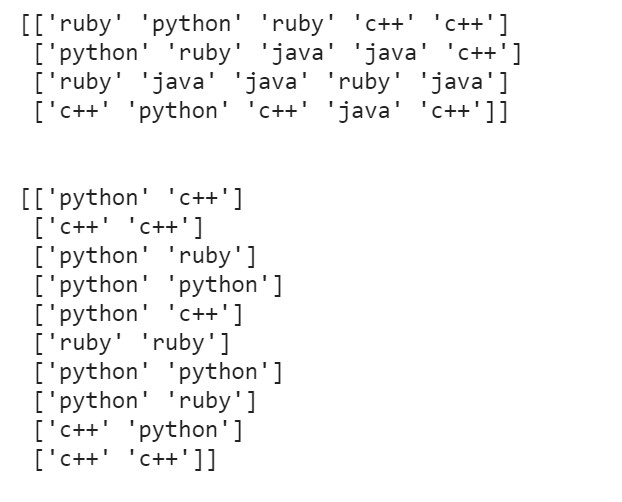 [['ruby' 'python' 'ruby' 'c++' 'c++']
['python' 'ruby' 'java' 'java' 'c++']
['ruby' 'java' 'java' 'ruby' 'java']
['c++' 'python' 'c++' 'java' 'c++']]
[['python' 'c++']
['c++' 'c++']
['python' 'ruby']
['python' 'python']
['python' 'c++']
['ruby' 'ruby']
['python' 'python']
['python' 'ruby']
['c++' 'python']
['c++' 'c++']]